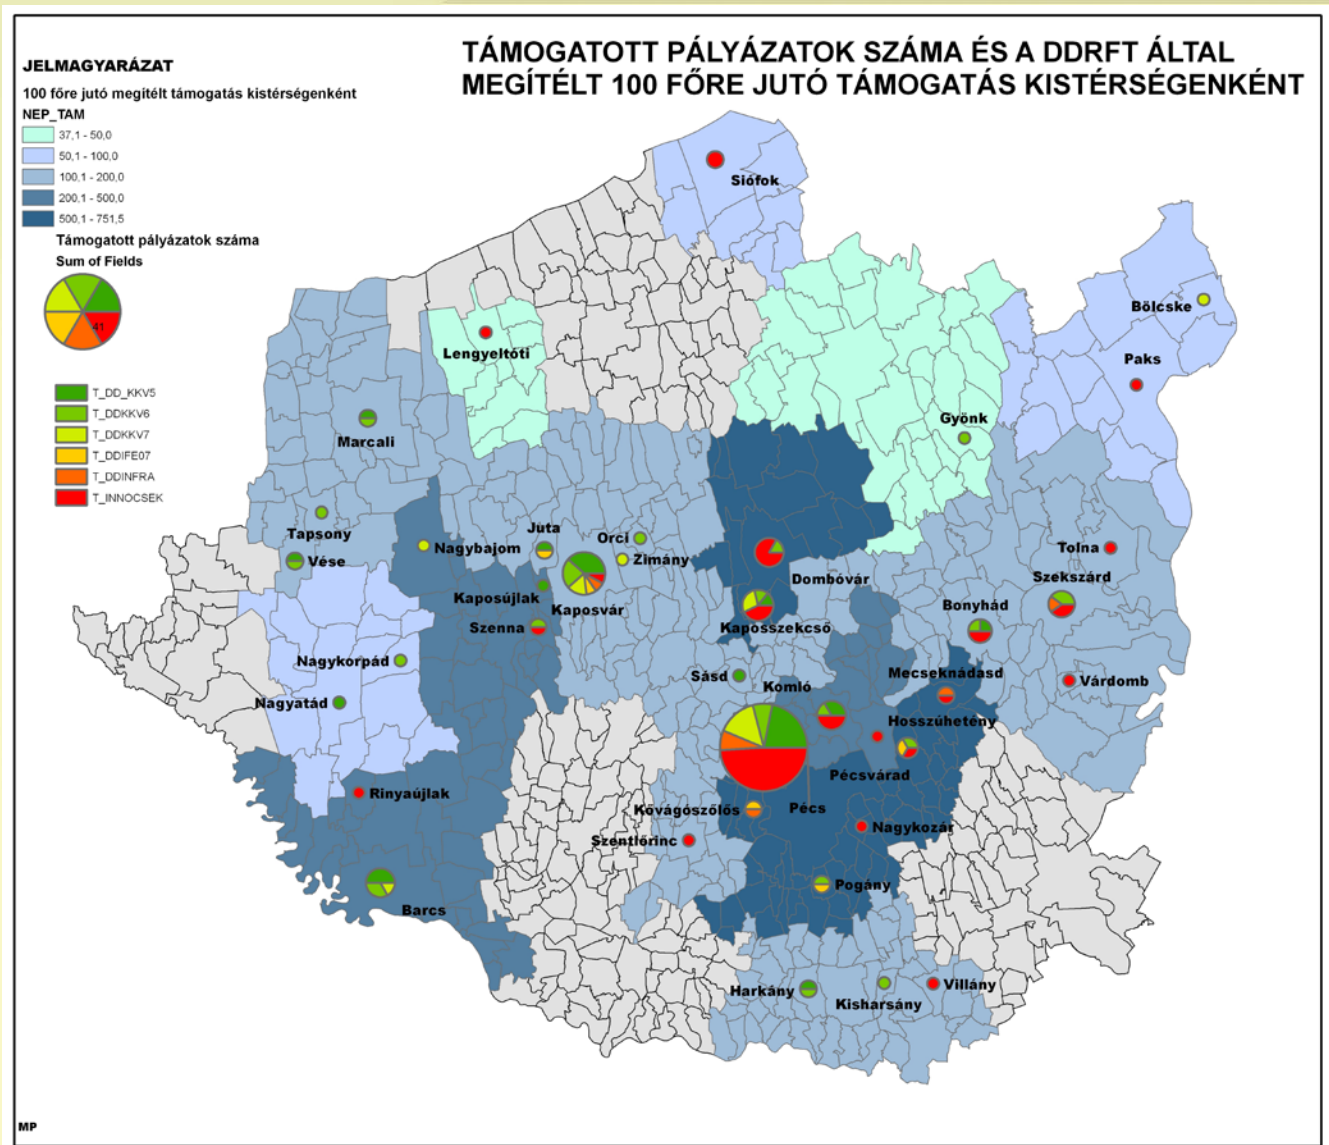 TÁMOGATOTT PÁLYÁZATOK SZÁMA ÉS A DDRFT ÁLTAL
MEGÍTÉLT 100 FŐRE JUTÓ TÁMOGATÁS KISTÉRSÉGENKÉNT
JELMAGYARÁZAT
100 főre jutó megítélt támogatás kistérségenként
NEP_TAM
37,1 - 50,0
50,1 - 100,0
100,1 - 200,0
200,1 - 500,0
500,1 - 751,5
Támogatott pályázatok száma
Sum of Fields
41
T_DD_KKV5
T_DDKKV6
T_DDKKV7
T_DDIFE07
T_DDINFRA
T_INNOCSEK
Siófok
Bölcske
Lengyeltóti
Paks
Gyönk
Marcali
Tapsony
Juta
Orci
Nagybajom
Zimány
Tolna
Vése
Dombóvár
Szekszárd
Kaposújlak
Kaposvár
Bonyhád
Szenna
Kaposszekcső
Nagykorpád
Sásd
Komló
Mecseknádasd
Várdomb
Nagyatád
Hosszúhetény
Pécsvárad
Rinyaújlak
Kővágószőlős
Pécs
Nagykozár
Szentlőrinc
Pogány
Barcs
Harkány
Kisharsány
Villány
MP